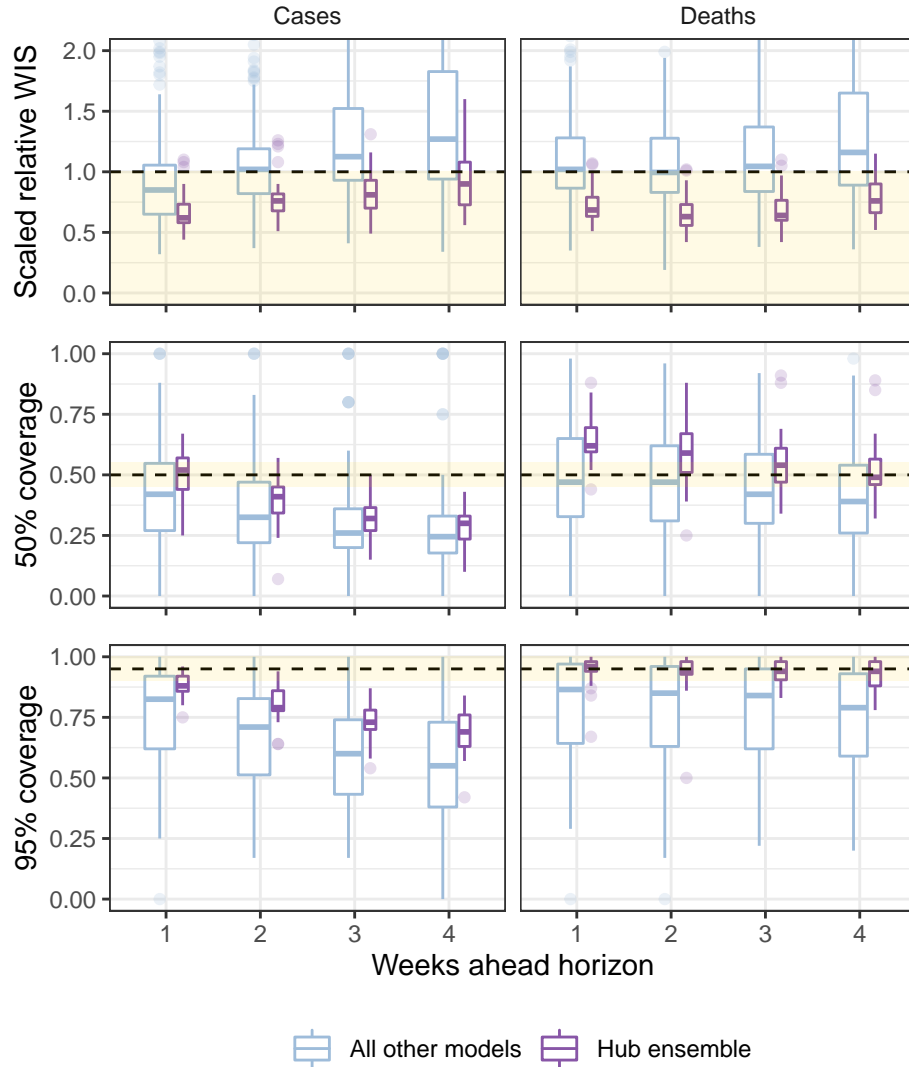 Cases Deaths
Scaled relative WIS
2.0
1.5
1.0
0.5
0.0
50% coverage
1.00
0.75
0.50
0.25
0.00
95% coverage
1.00
0.75
0.50
0.25
0.00
1 2 3 4 1 2 3 4
Weeks ahead horizon
All other models Hub ensemble